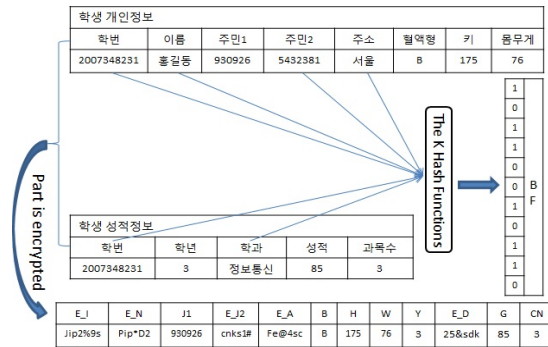 학생 개인정보
학번 이름 주민1 주민2 주소 혈액형 키 몸무게
2007348231 홍길동 930926 5432381 서울 B 175 76
1
0
1
1
0
0
1
0
1
1
0
B
F
The K Hash Functions
Part is encrypted
학생 성적정보
학번 학년 학과 성적 과목수
2007348231 3 정보통신 85 3
E_I E_N J1 E_J2 E_A B H W Y E_D G CN
Jip2%9s Pip*D2 930926 cnks1# Fe@4sc B 175 76 3 25&sdk 85 3